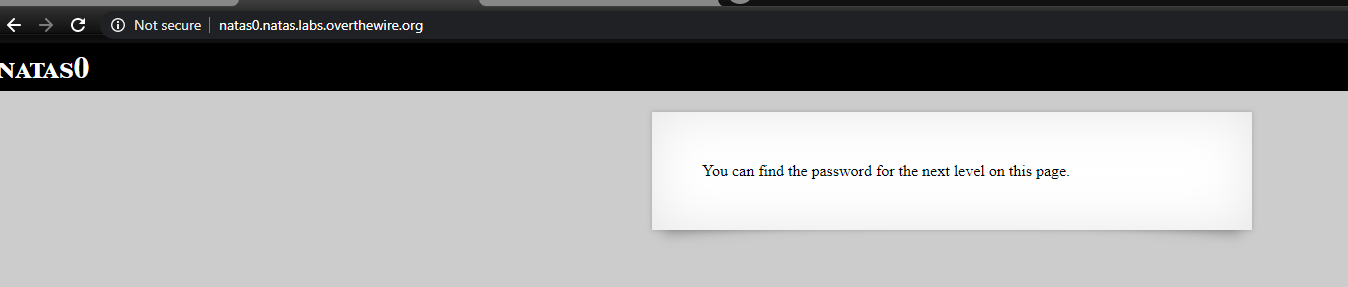 Not secure | natas0.natas.labs.overthewire.org
NATAS0
You can find the password for the next level on this page.